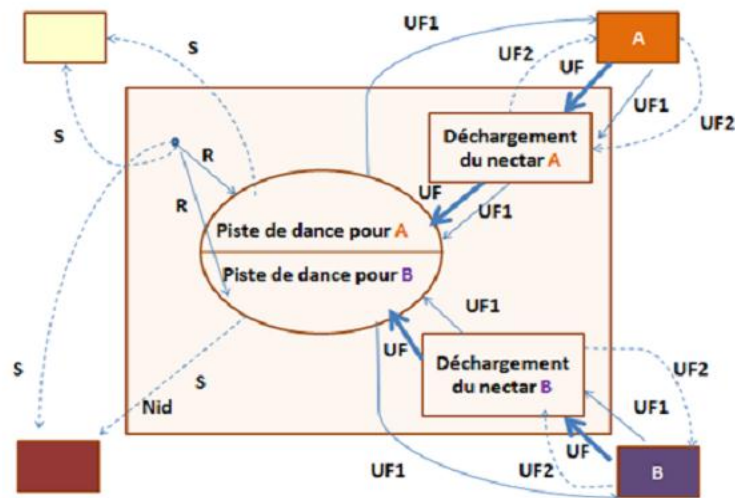 S
UF1
A
UF2
UF
UF1
UF2
S
R
Déchargement
du nectar A
UF
UF1
R
Piste de dance pour A
Piste de dance pour B
UF1
UF
Déchargement
du nectar B
UF2
S
S
Nid
UF1
UF1
UF2
UF
B